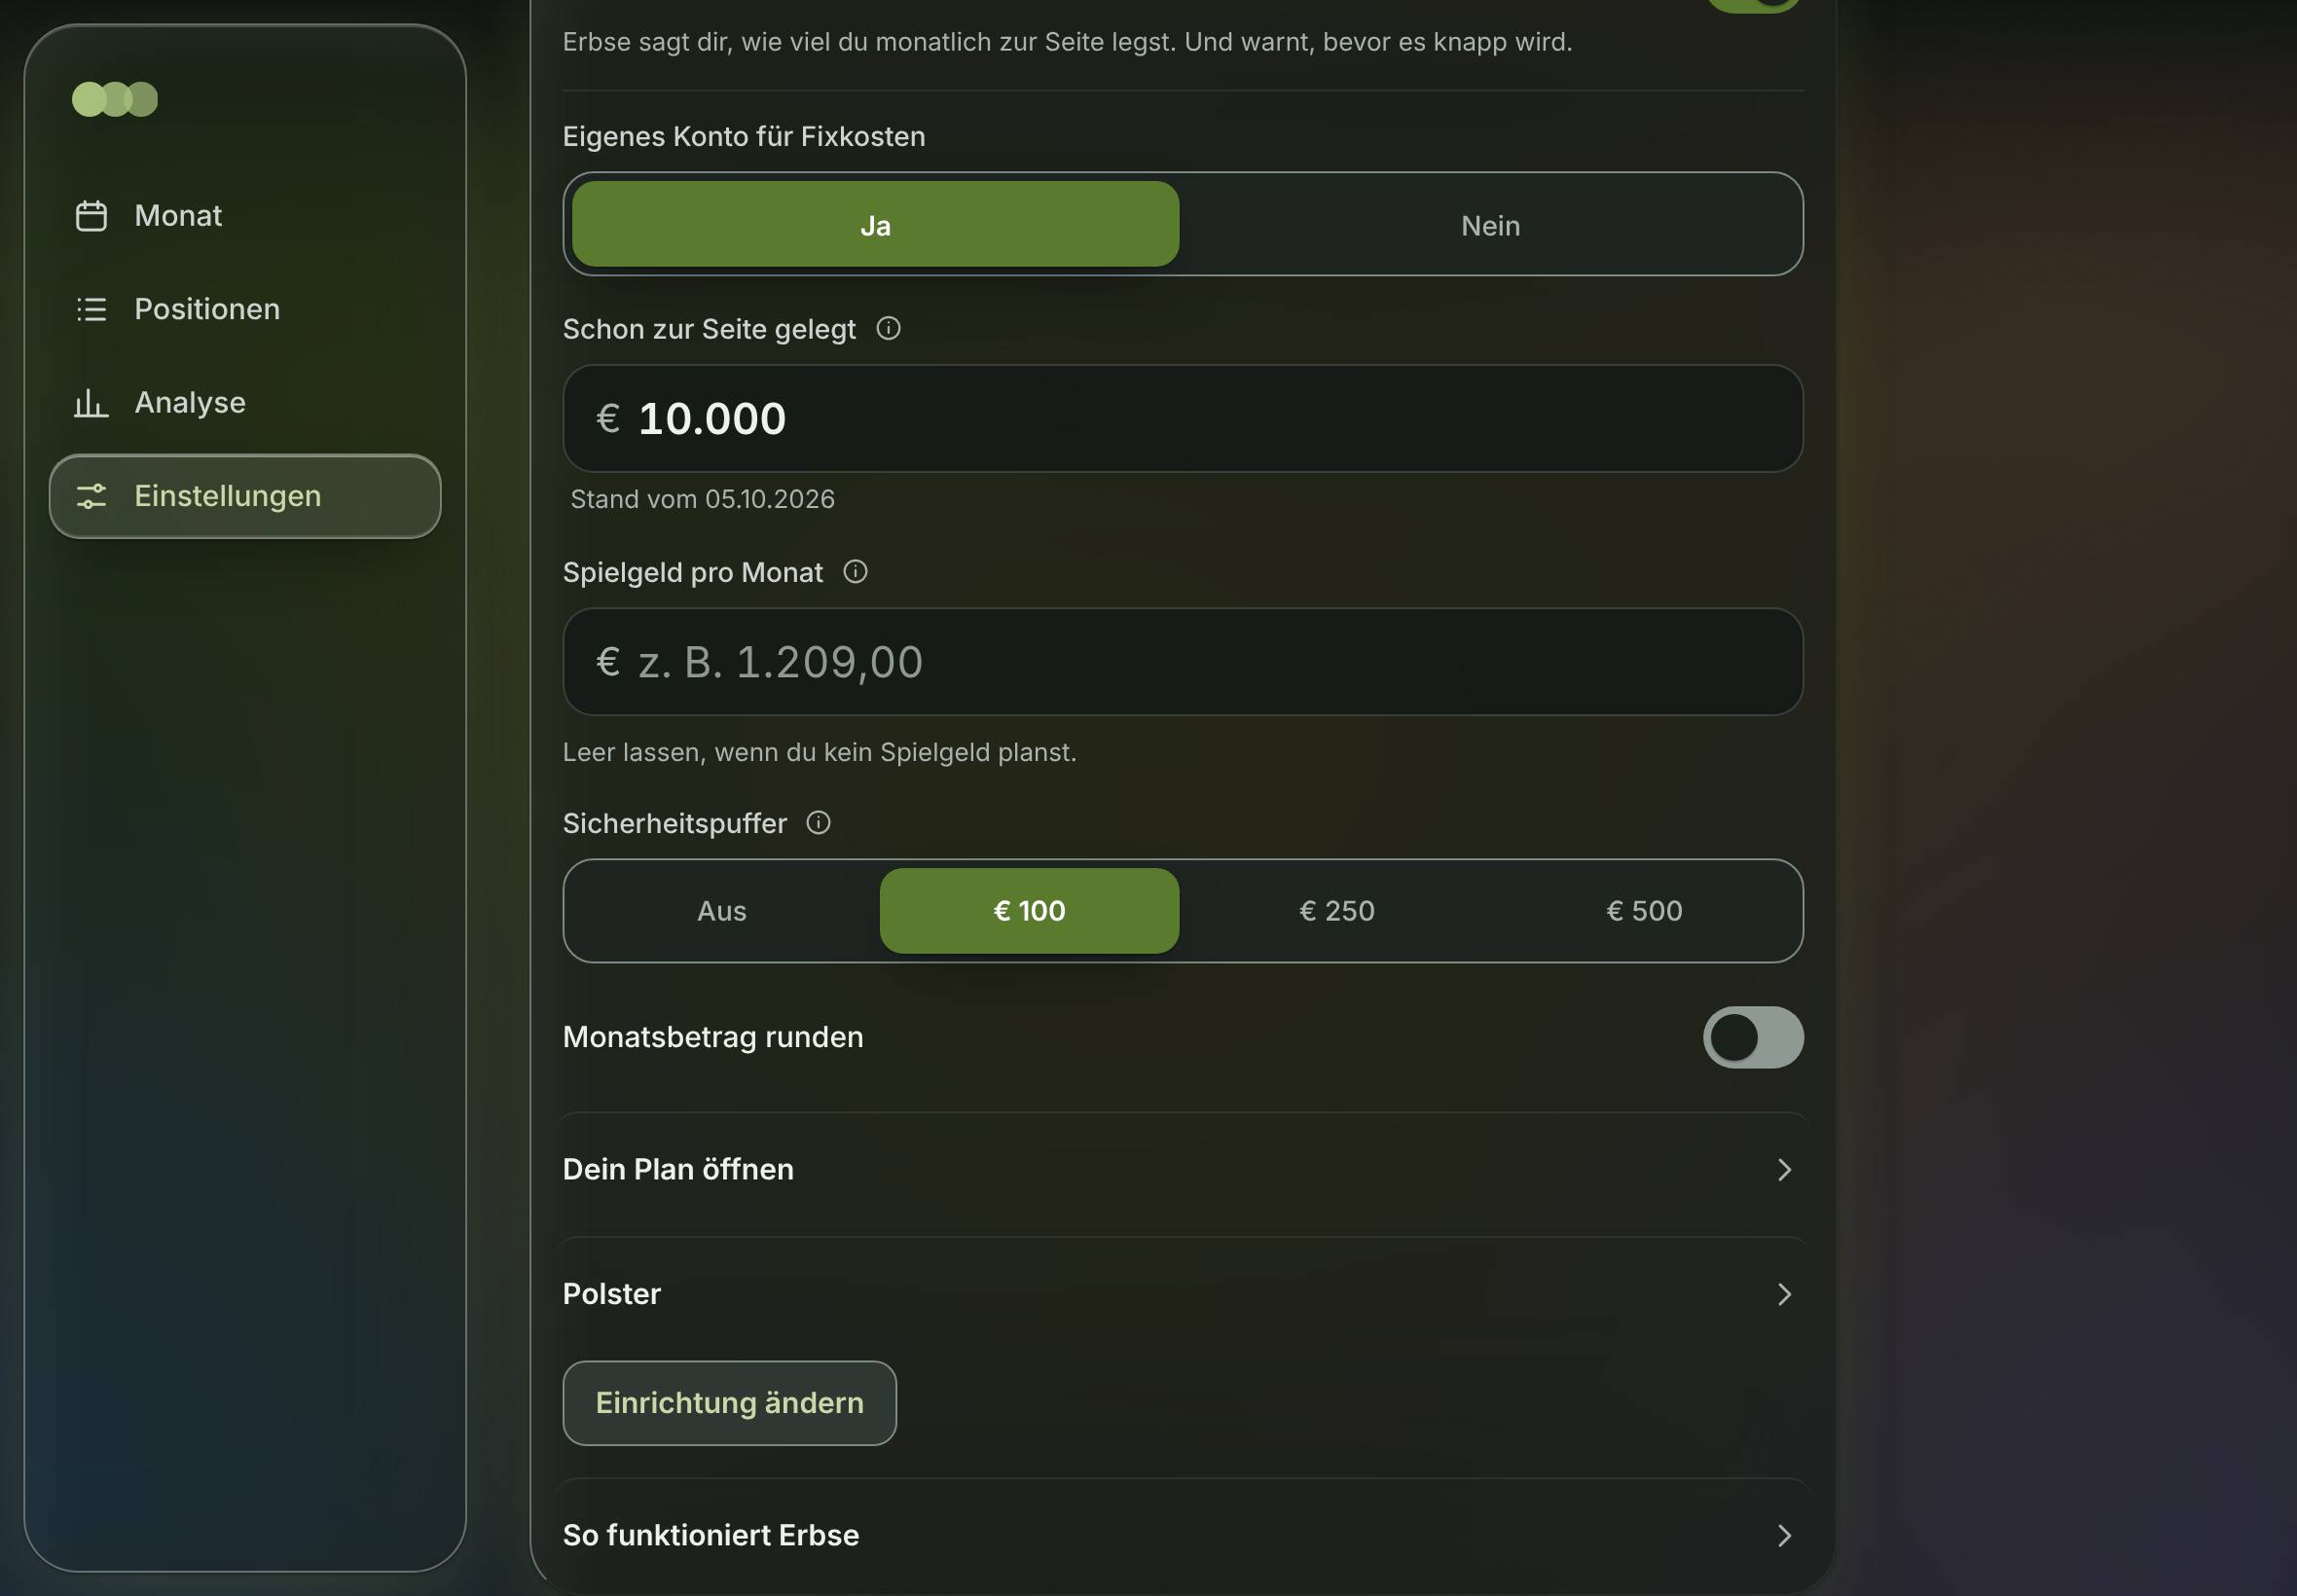 Erbse sagt dir, wie viel du monatlich zur Seite legst. Und warnt, bevor es knapp wird.
Monat
Positionen
Analyse
Einstellungen
Eigenes Konto für Fixkosten
Ja
Nein
Schon zur Seite gelegt
€ 10.000
Stand vom 05.10.2026
Spielgeld pro Monat
€ z. B. 1.209,00
Leer lassen, wenn du kein Spielgeld planst.
Sicherheitspuffer
Aus
€ 100
€ 250
€ 500
Monatsbetrag runden
Dein Plan öffnen
Polster
Einrichtung ändern
So funktioniert Erbse